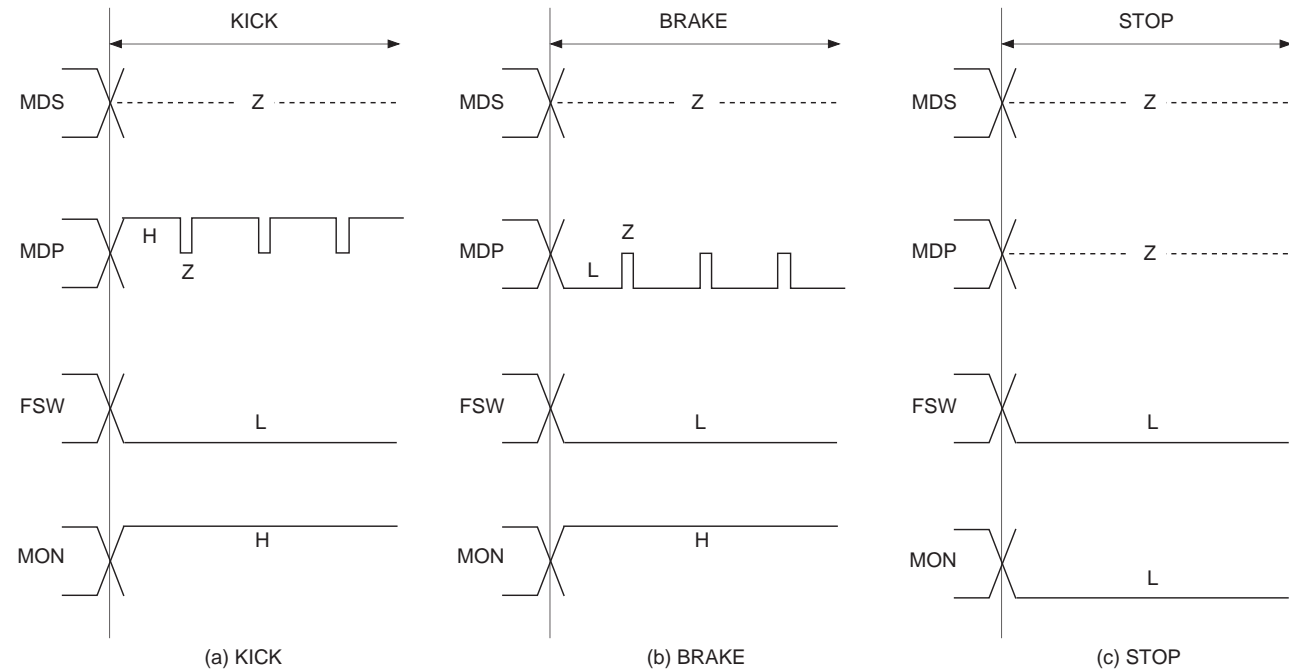 KICK
MDS
Z
MDP
H
Z
FSW
L
MON
H
(a) KICK
BRAKE
MDS
Z
MDP
Z
L
FSW
L
MON
H
(b) BRAKE
STOP
MDS
Z
MDP
Z
FSW
L
MON
L
(c) STOP